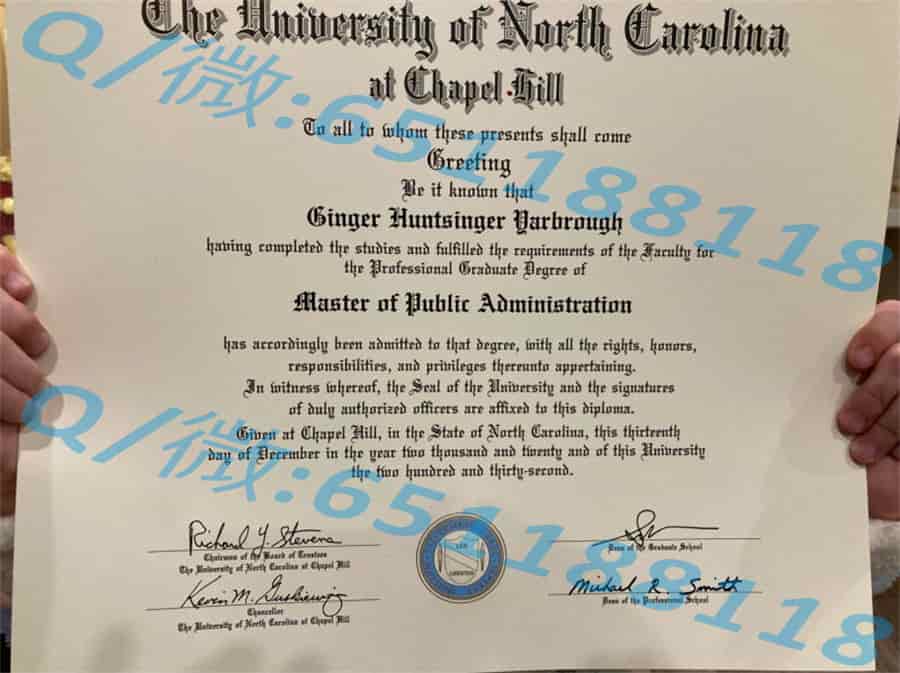 The University of North Carolina
at Chapel Hill
To all to whom these presents shall come
Greeting
Be it known that
Ginger Huntsinger Yarbrough
having completed the studies and fulfilled the requirements of the Faculty for
the Professional Graduate Degree of
Master of Public Administration
has accordingly been admitted to that degree, with all the rights, honors,
responsibilities, and privileges thereunto appertaining.
In witness whereof, the Seal of the University and the signatures
of duly authorized officers are affixed to this diploma.
Given at Chapel Hill, in the State of North Carolina, this thirteenth
day of December in the year two thousand and twenty and of this University
the two hundred and thirty-second.
Richard Y. Stevens
Chairman of the Board of Trustees
The University of North Carolina at Chapel Hill
Kevin M. Guskiewicz
Chancellor
The University of North Carolina at Chapel Hill
LUX
LIBERTAS
Dean of the Graduate School
Michael R. Smith
Dean of the Professional School
Q/微:651188118
Q/微:651188118